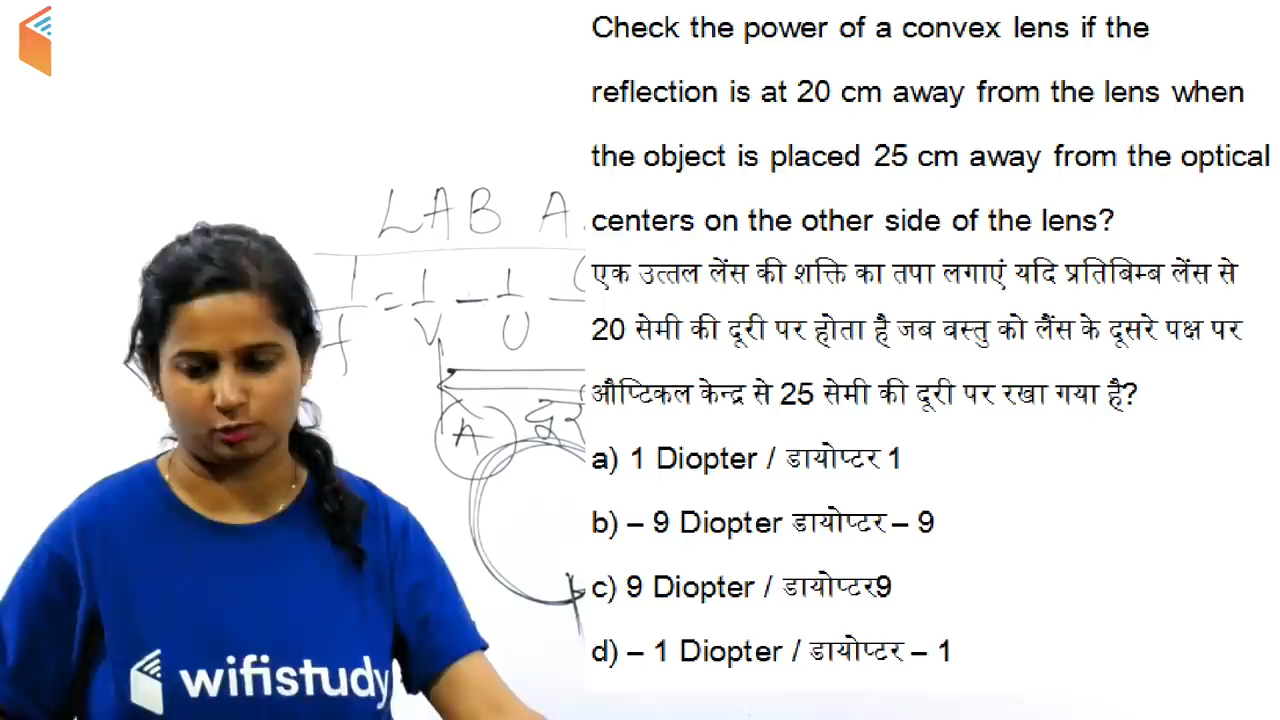 Check the power of a convex lens if the
reflection is at 20 cm away from the lens when
the object is placed 25 cm away from the optical
centers on the other side of the lens?
एक उत्तल लेंस की शक्ति का तपा लगाएं यदि प्रतिबिम्ब लेंस से
20 सेमी की दूरी पर होता है जब वस्तु को लैंस के दूसरे पक्ष पर
औप्टिकल केन्द्र से 25 सेमी की दूरी पर रखा गया है?
a) 1 Diopter / डायोप्टर 1
b) – 9 Diopter डायोप्टर – 9
c) 9 Diopter / डायोप्टर9
d) – 1 Diopter / डायोप्टर – 1
LAB A
1/f = 1/V - 1/U
A
wifistudy